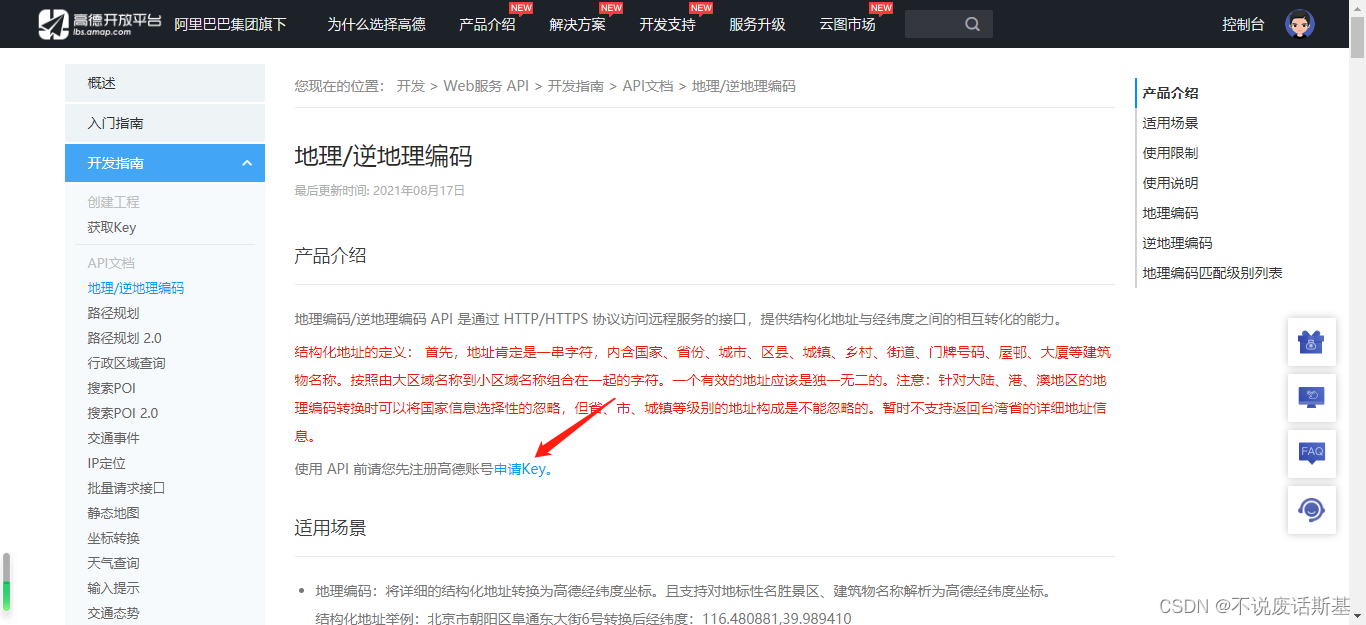 高德开放平台 lbs.amap.com 阿里巴巴集团旗下 为什么选择高德 产品介绍 NEW 解决方案 NEW 开发支持 NEW 服务升级 云图市场 NEW 控制台
概述
入门指南
开发指南
创建工程
获取Key
API文档
地理/逆地理编码
路径规划
路径规划 2.0
行政区域查询
搜索POI
搜索POI 2.0
交通事件
IP定位
批量请求接口
静态地图
坐标转换
天气查询
输入提示
交通态势
您现在的位置： 开发 > Web服务 API > 开发指南 > API文档 > 地理/逆地理编码
地理/逆地理编码
最后更新时间: 2021年08月17日
产品介绍
地理编码/逆地理编码 API 是通过 HTTP/HTTPS 协议访问远程服务的接口，提供结构化地址与经纬度之间的相互转化的能力。
结构化地址的定义： 首先，地址肯定是一串字符，内含国家、省份、城市、区县、城镇、乡村、街道、门牌号码、屋邨、大厦等建筑
物名称。按照由大区域名称到小区域名称组合在一起的字符。一个有效的地址应该是独一无二的。注意：针对大陆、港、澳地区的地
理编码转换时可以将国家信息选择性的忽略，但省、市、城镇等级别的地址构成是不能忽略的。暂时不支持返回台湾省的详细地址信
息。
使用 API 前请您先注册高德账号申请Key。
适用场景
• 地理编码：将详细的结构化地址转换为高德经纬度坐标。且支持对地标性名胜景区、建筑物名称解析为高德经纬度坐标。
结构化地址举例：北京市朝阳区阜通东大街6号转换后经纬度：116.480881,39.989410
产品介绍
适用场景
使用限制
使用说明
地理编码
逆地理编码
地理编码匹配级别列表
FAQ
CSDN @不说废话斯基